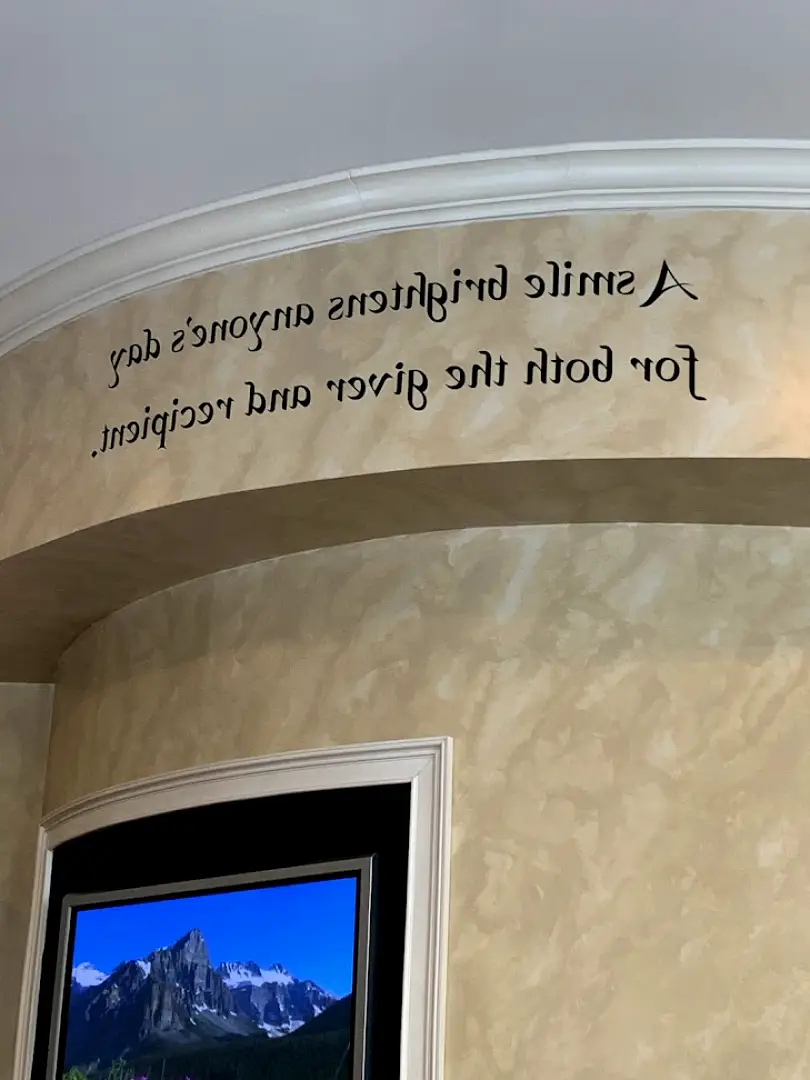 A smile brightens anyone's day
for both the giver and recipient.